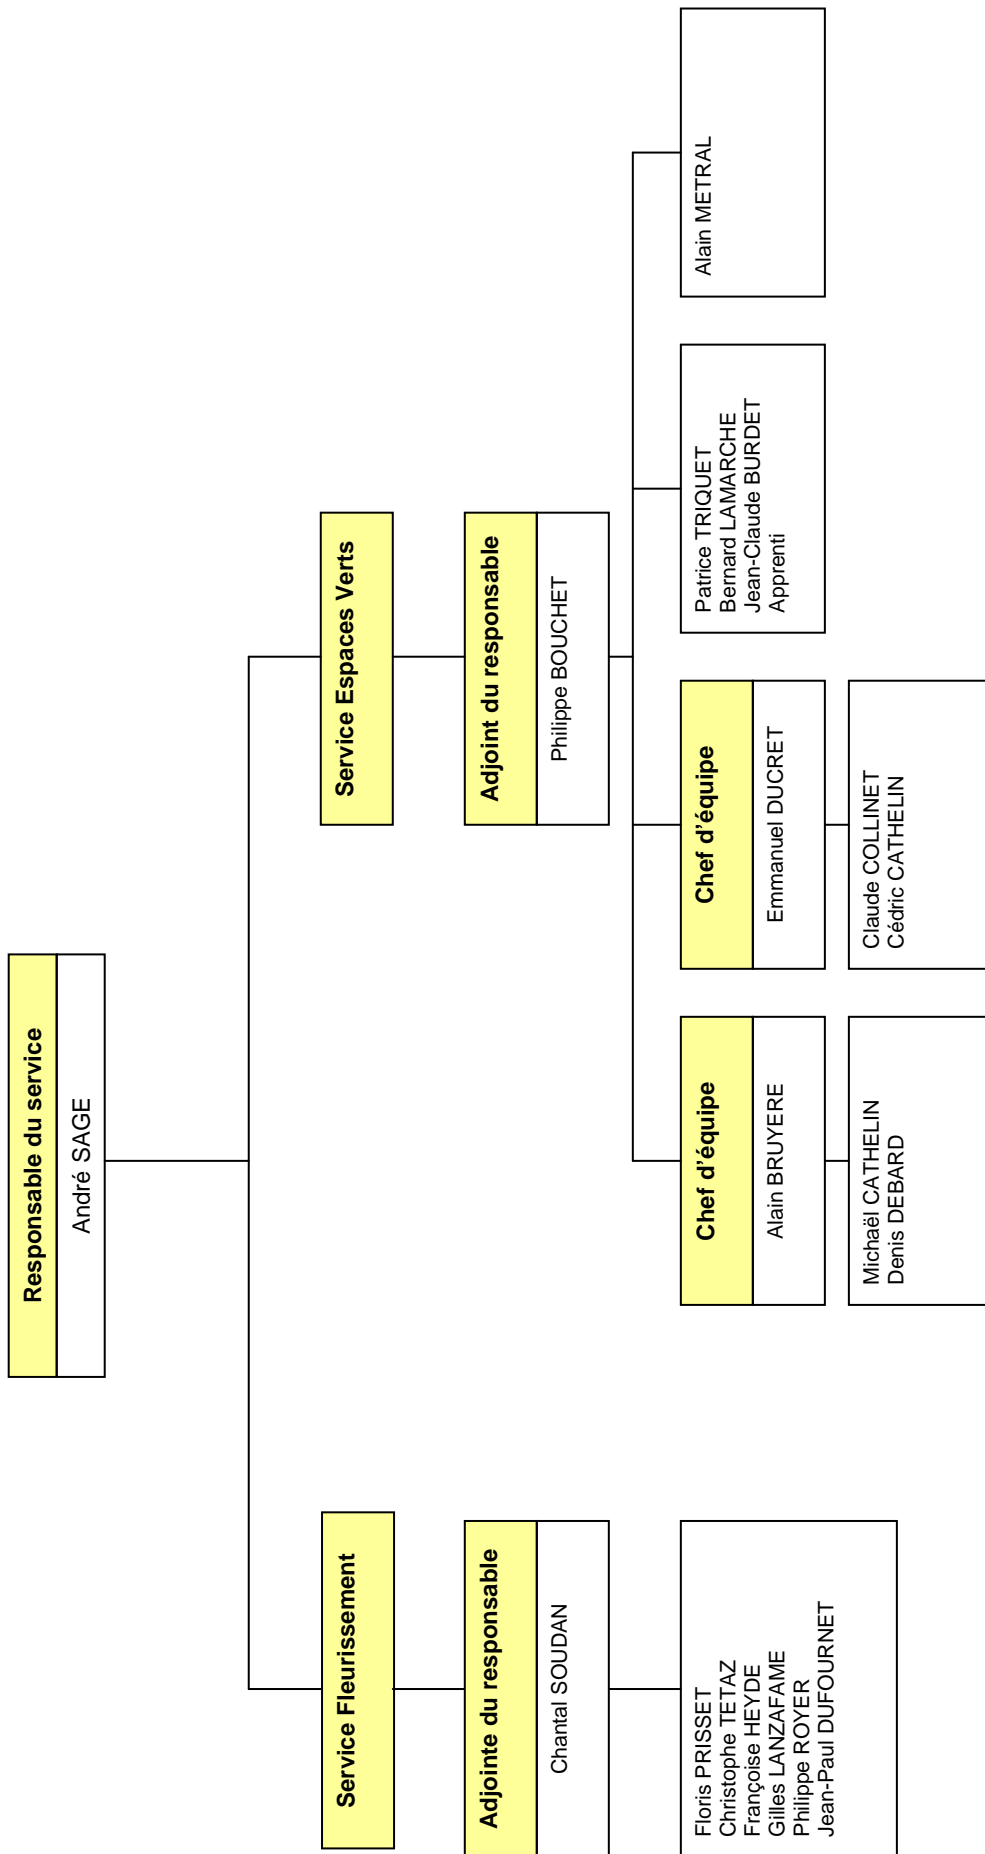 Responsable du service
André SAGE
Service Fleurissement
Service Espaces Verts
Adjointe du responsable
Chantal SOUDAN
Adjoint du responsable
Philippe BOUCHET
Floris PRISSET
Christophe TETAZ
Françoise HEYDE
Gilles LANZAFAME
Philippe ROYER
Jean-Paul DUFOURNET
Chef d'équipe
Alain BRUYERE
Michaël CATHELIN
Denis DEBARD
Chef d'équipe
Emmanuel DUCRET
Claude COLLINET
Cédric CATHELIN
Patrice TRIQUET
Bernard LAMARCHE
Jean-Claude BURDET
Apprenti
Alain METRAL